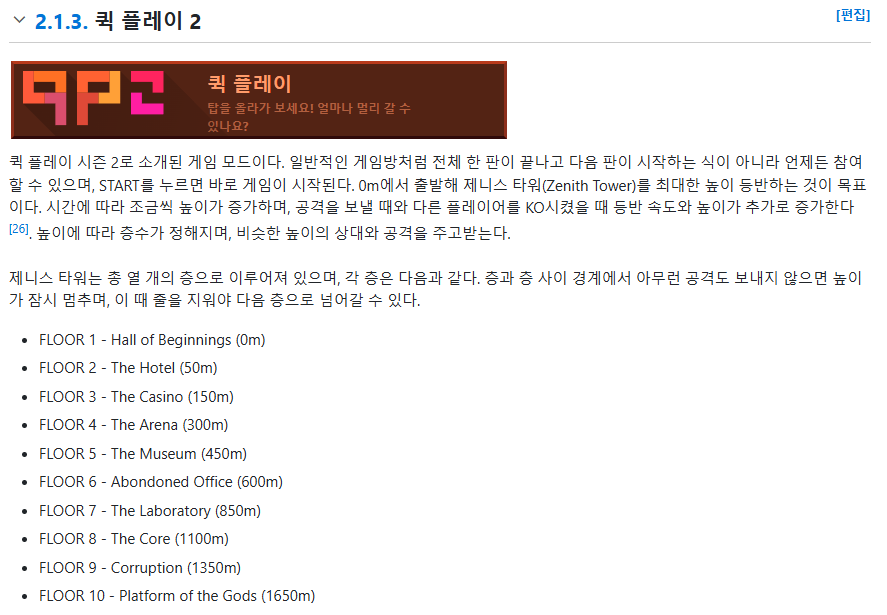 2.1.3. 퀵 플레이 2
[편집]
퀵 플레이
탑을 올라가 보세요! 얼마나 멀리 갈 수
있나요?
퀵 플레이 시즌 2로 소개된 게임 모드이다. 일반적인 게임방처럼 전체 한 판이 끝나고 다음 판이 시작하는 식이 아니라 언제든 참여
할 수 있으며, START를 누르면 바로 게임이 시작된다. 0m에서 출발해 제니스 타워(Zenith Tower)를 최대한 높이 등반하는 것이 목표
이다. 시간에 따라 조금씩 높이가 증가하며, 공격을 보낼 때와 다른 플레이어를 KO시켰을 때 등반 속도와 높이가 추가로 증가한다
[26]. 높이에 따라 층수가 정해지며, 비슷한 높이의 상대와 공격을 주고받는다.
제니스 타워는 총 열 개의 층으로 이루어져 있으며, 각 층은 다음과 같다. 층과 층 사이 경계에서 아무런 공격도 보내지 않으면 높이
가 잠시 멈추며, 이 때 줄을 지워야 다음 층으로 넘어갈 수 있다.
FLOOR 1 - Hall of Beginnings (0m)
FLOOR 2 - The Hotel (50m)
FLOOR 3 - The Casino (150m)
FLOOR 4 - The Arena (300m)
FLOOR 5 - The Museum (450m)
FLOOR 6 - Abondoned Office (600m)
FLOOR 7 - The Laboratory (850m)
FLOOR 8 - The Core (1100m)
FLOOR 9 - Corruption (1350m)
FLOOR 10 - Platform of the Gods (1650m)